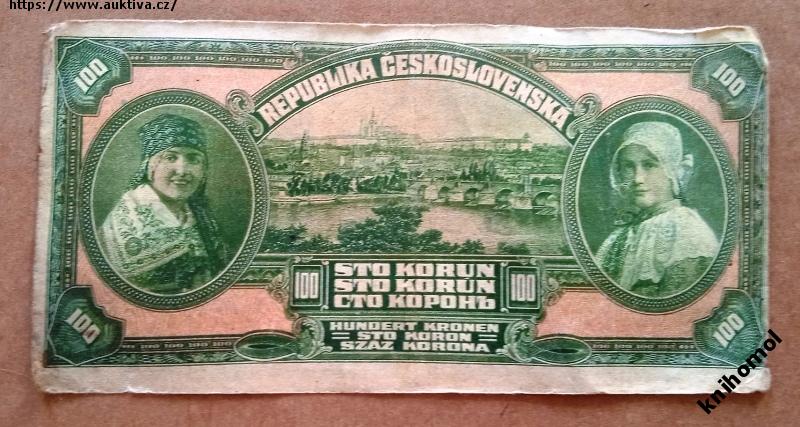 https://www.auktiva.cz/
100
100
REPUBLIKA ČESKOSLOVENSKA
100
STO KORUN
100
STO KORÚN
СТО КОРОНЪ
HUNDERT KRONEN
STO KORON
SZÁZ KORONA
100
100
knihomol